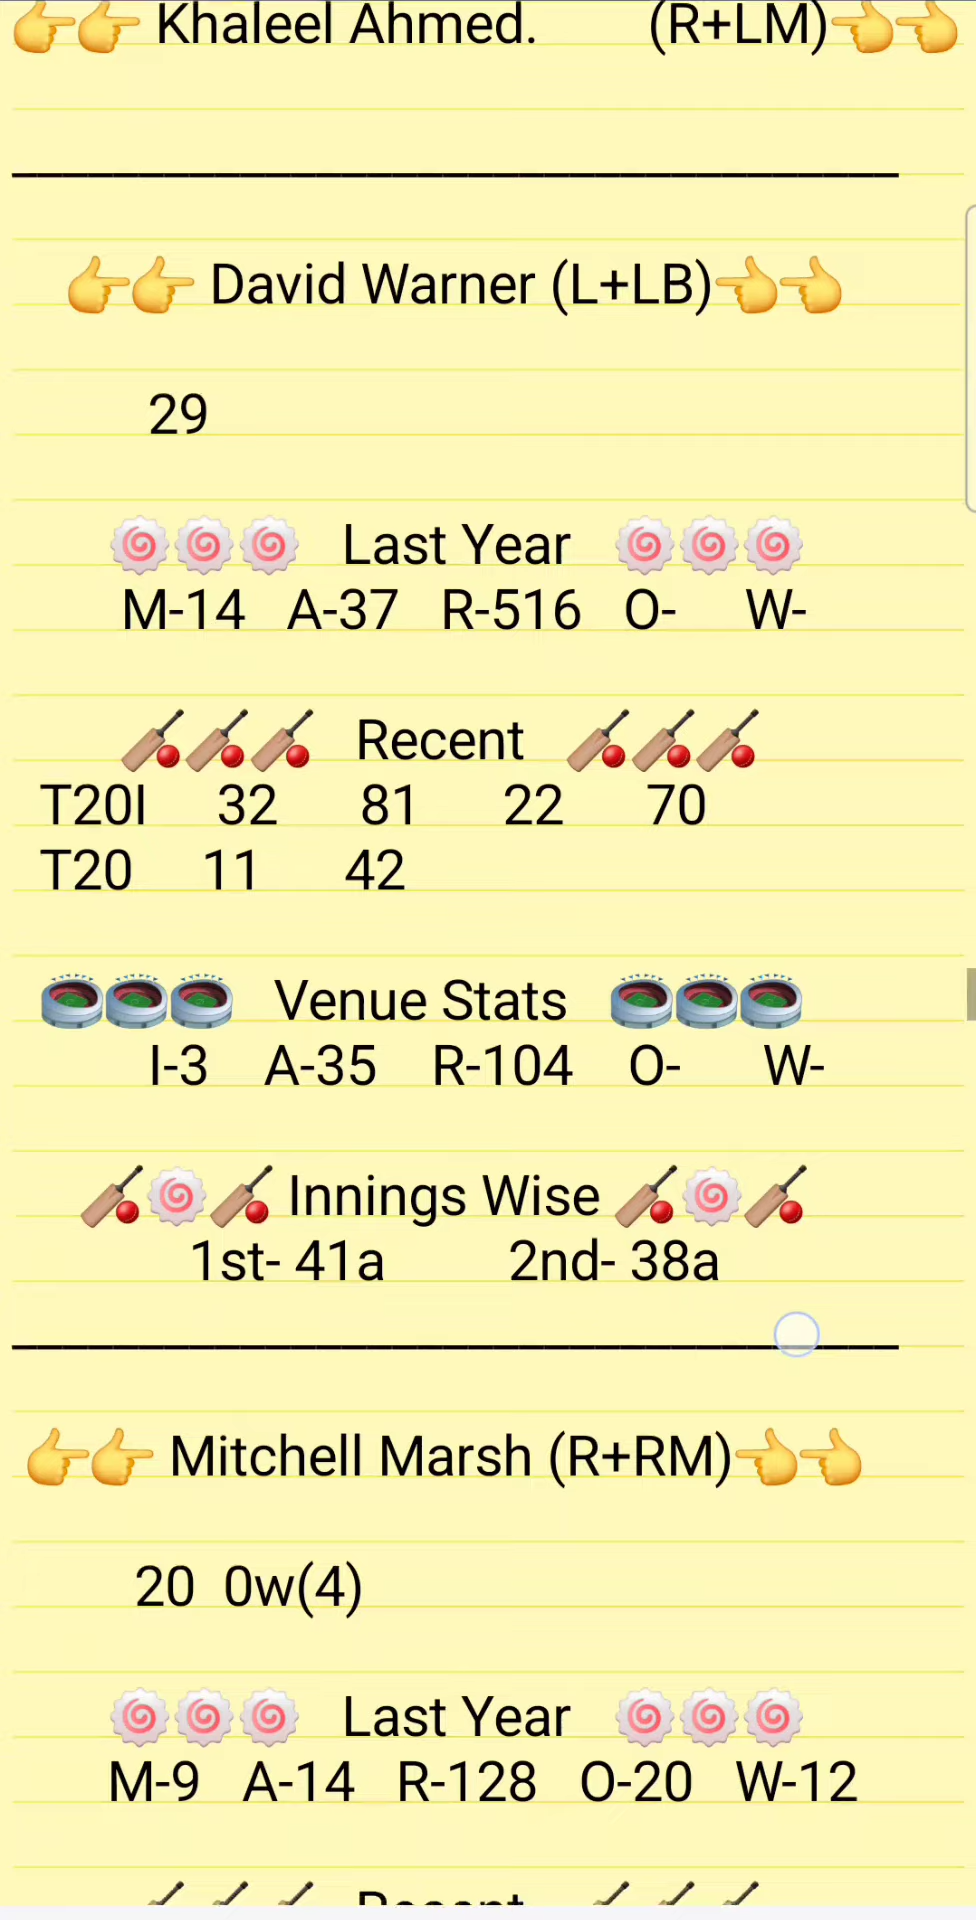 👉👉 Khaleel Ahmed. (R+LM)👈👈
👉👉 David Warner (L+LB)👈👈
29
🍥🍥🍥 Last Year 🍥🍥🍥
M-14 A-37 R-516 O- W-
🏏🏏🏏 Recent 🏏🏏🏏
T20I 32 81 22 70
T20 11 42
🏟️🏟️🏟️ Venue Stats 🏟️🏟️🏟️
I-3 A-35 R-104 O- W-
🏏🍥🏏 Innings Wise 🏏🍥🏏
1st- 41a 2nd- 38a
👉👉 Mitchell Marsh (R+RM)👈👈
20 0w(4)
🍥🍥🍥 Last Year 🍥🍥🍥
M-9 A-14 R-128 O-20 W-12
🏏🏏🏏 Recent 🏏🏏🏏